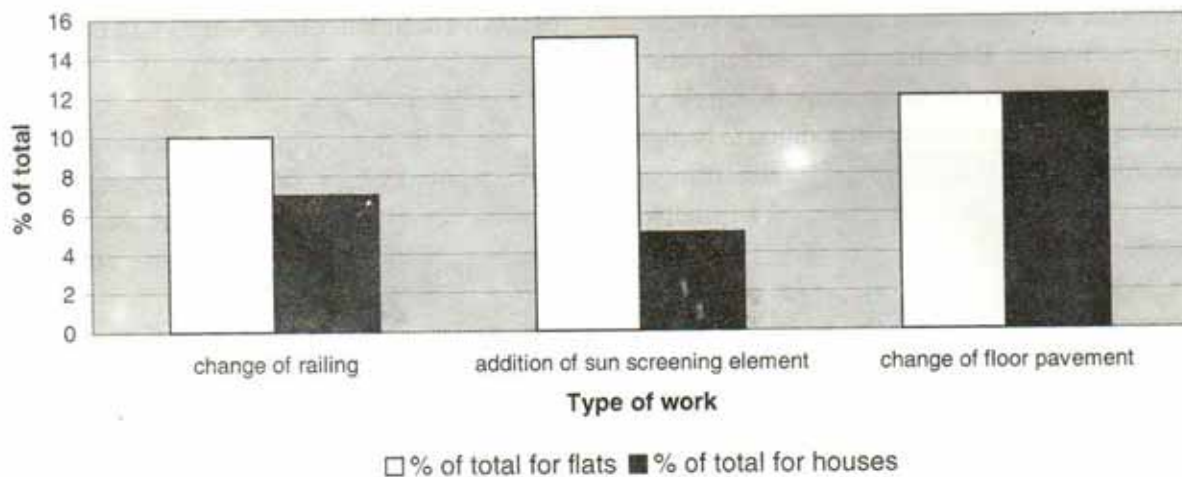 16
14
12
10
8
6
4
2
0
% of total
change of railing addition of sun screening element change of floor pavement
Type of work
% of total for flats % of total for houses